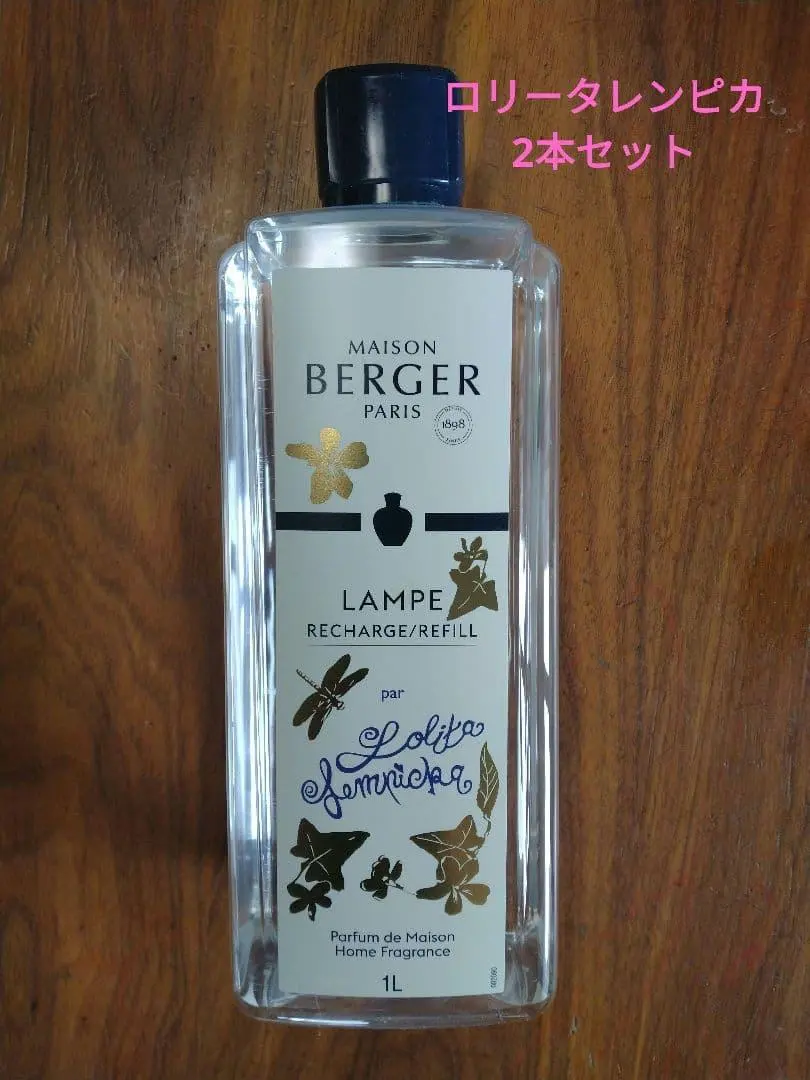 ロリータレンピカ
2本セット
MAISON
BERGER
PARIS
1898
LAMPE
RECHARGE/REFILL
par
Lolita
Lempicka
Parfum de Maison
Home Fragrance
1L